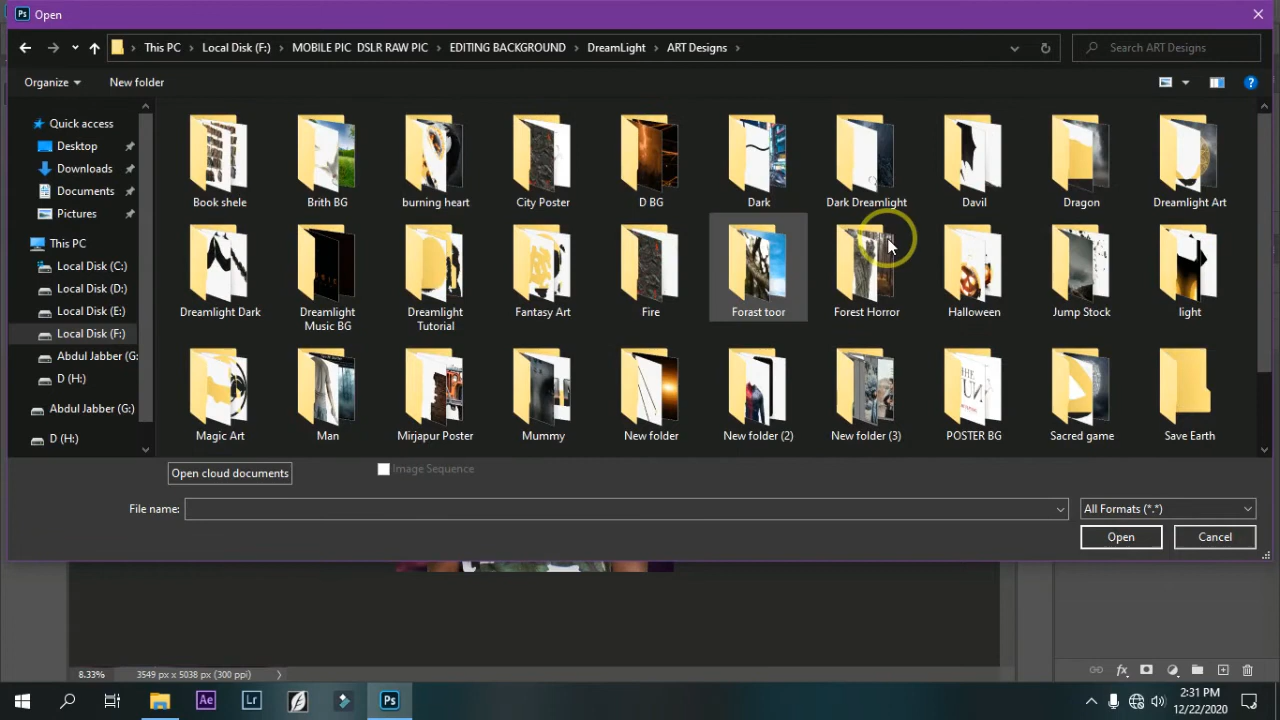 Ps Open
This PC > Local Disk (F:) > MOBILE PIC DSLR RAW PIC > EDITING BACKGROUND > DreamLight > ART Designs >
Search ART Designs
Organize
New folder
Quick access
Desktop
Downloads
Documents
Pictures
This PC
Local Disk (C:)
Local Disk (D:)
Local Disk (E:)
Local Disk (F:)
Abdul Jabber (G:
D (H:)
Abdul Jabber (G:)
D (H:)
Book shele
Brith BG
burning heart
City Poster
D BG
Dark
Dark Dreamlight
Davil
Dragon
Dreamlight Art
Dreamlight Dark
Dreamlight
Music BG
Dreamlight
Tutorial
Fantasy Art
Fire
Forast toor
Forest Horror
Halloween
Jump Stock
light
Magic Art
Man
Mirjapur Poster
Mummy
New folder
New folder (2)
New folder (3)
POSTER BG
Sacred game
Save Earth
Open cloud documents
Image Sequence
File name:
All Formats (*.*)
Open
Cancel
8.33%
3549 px x 5038 px (300 ppi)
fx
Ae
Lr
Ps
2:31 PM
12/22/2020